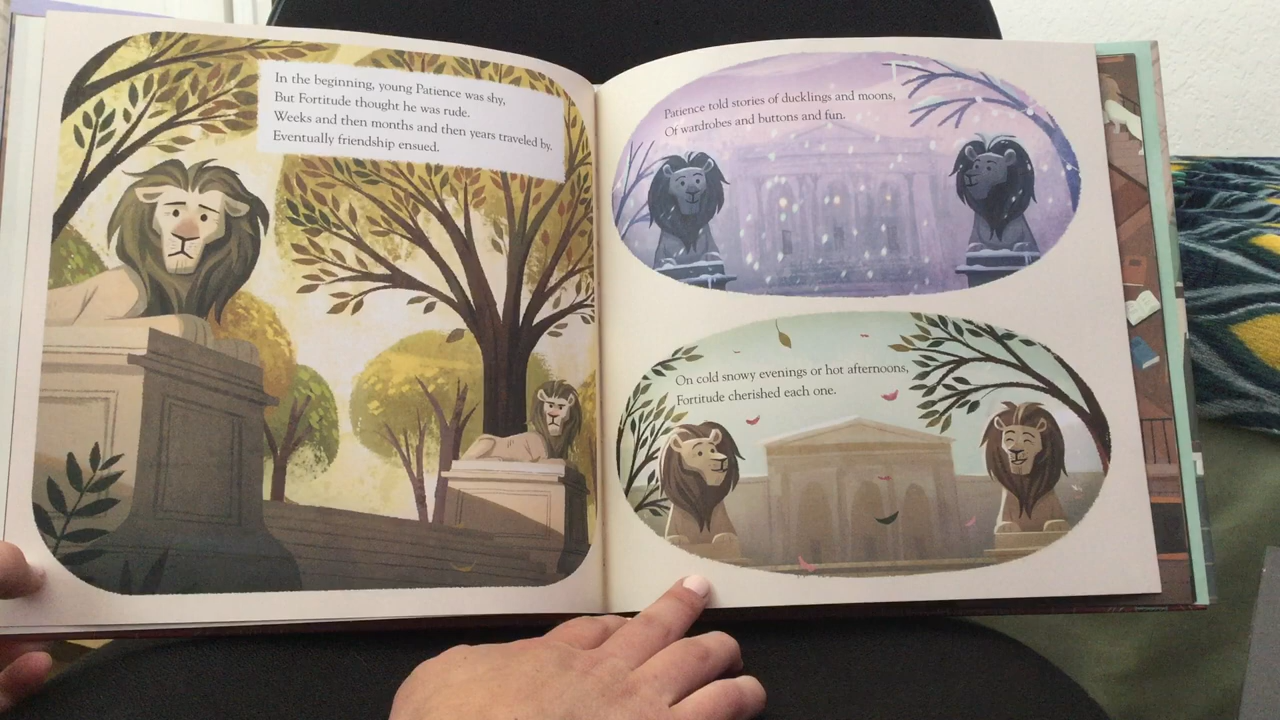 In the beginning, young Patience was shy,
But Fortitude thought he was rude.
Weeks and then months and then years traveled by.
Eventually friendship ensued.
Patience told stories of ducklings and moons,
Of wardrobes and buttons and fun.
On cold snowy evenings or hot afternoons,
Fortitude cherished each one.